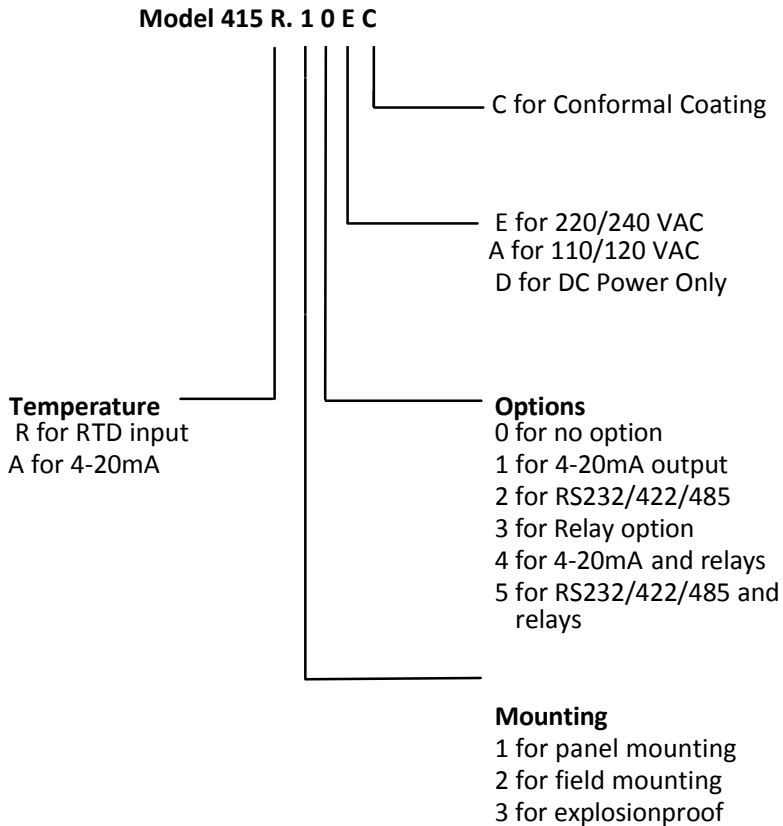 Model 415 R. 1 0 E C
C for Conformal Coating
E for 220/240 VAC
A for 110/120 VAC
D for DC Power Only
Temperature
R for RTD input
A for 4-20mA
Options
0 for no option
1 for 4-20mA output
2 for RS232/422/485
3 for Relay option
4 for 4-20mA and relays
5 for RS232/422/485 and
relays
Mounting
1 for panel mounting
2 for field mounting
3 for explosionproof